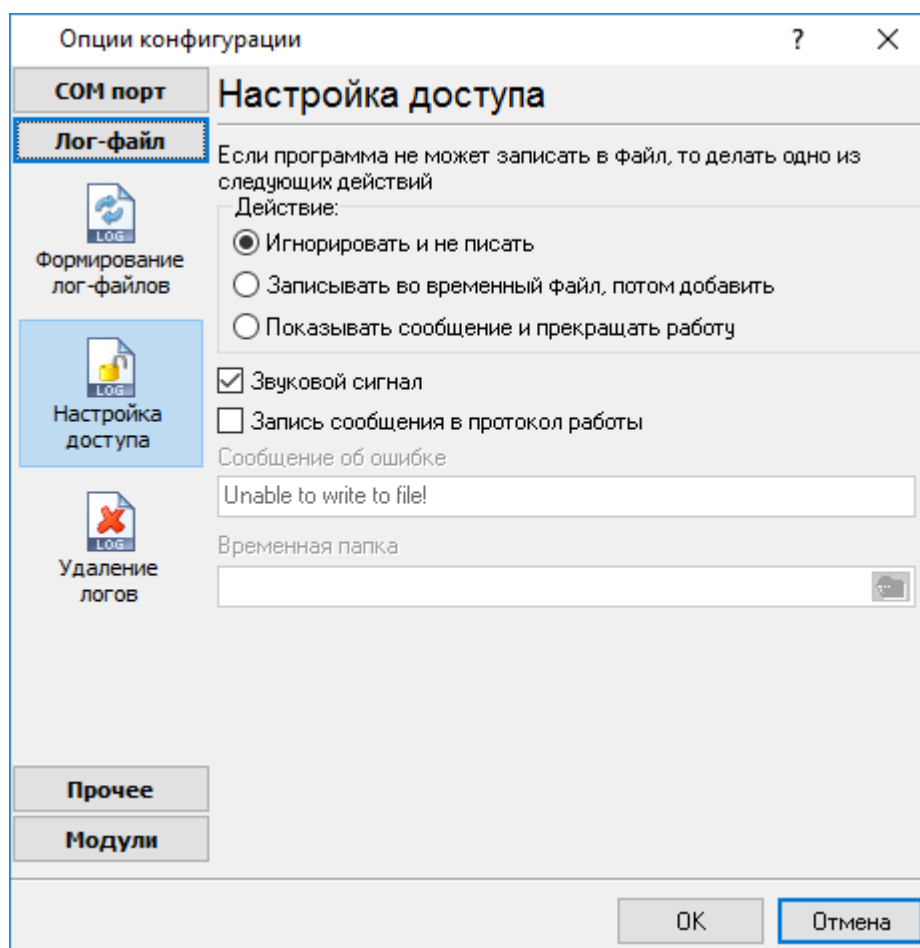 Опции конфигурации
?
COM порт
Лог-файл
LOG
Формирование
лог-файлов
LOG
Настройка
доступа
LOG
Удаление
логов
Прочее
Модули
Настройка доступа
Если программа не может записать в файл, то делать одно из
следующих действий
Действие:
Игнорировать и не писать
Записывать во временный файл, потом добавить
Показывать сообщение и прекращать работу
Звуковой сигнал
Запись сообщения в протокол работы
Сообщение об ошибке
Unable to write to file!
Временная папка
OK
Отмена